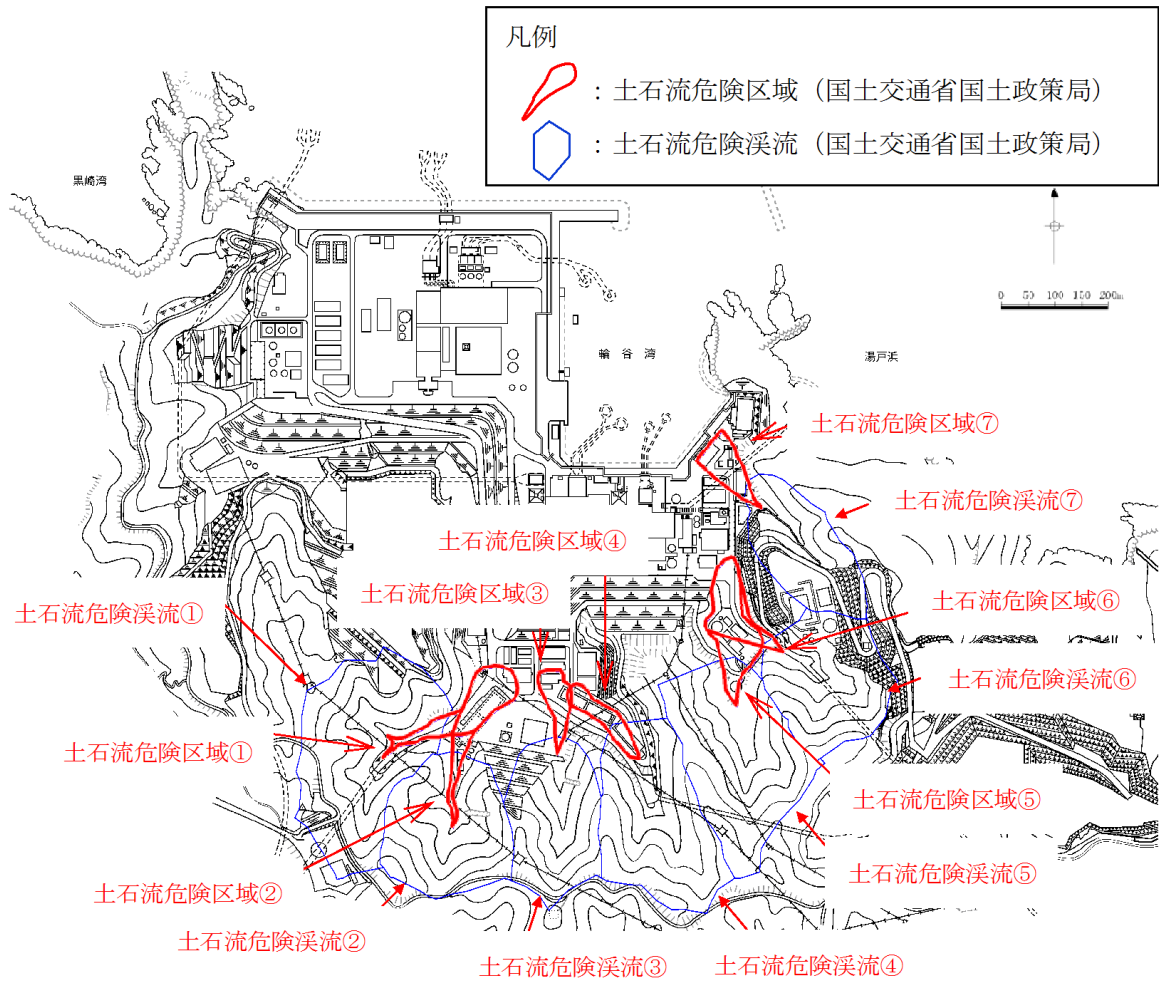 凡例
：土石流危険区域（国土交通省国土政策局）
：土石流危険渓流（国土交通省国土政策局）
黒崎湾
0 50 100 150 200m
輪谷湾
湯戸浜
土石流危険区域⑦
土石流危険渓流⑦
土石流危険区域④
土石流危険区域③
土石流危険区域⑥
土石流危険渓流①
土石流危険渓流⑥
土石流危険区域①
土石流危険区域⑤
土石流危険渓流⑤
土石流危険区域②
土石流危険渓流②
土石流危険渓流③
土石流危険渓流④